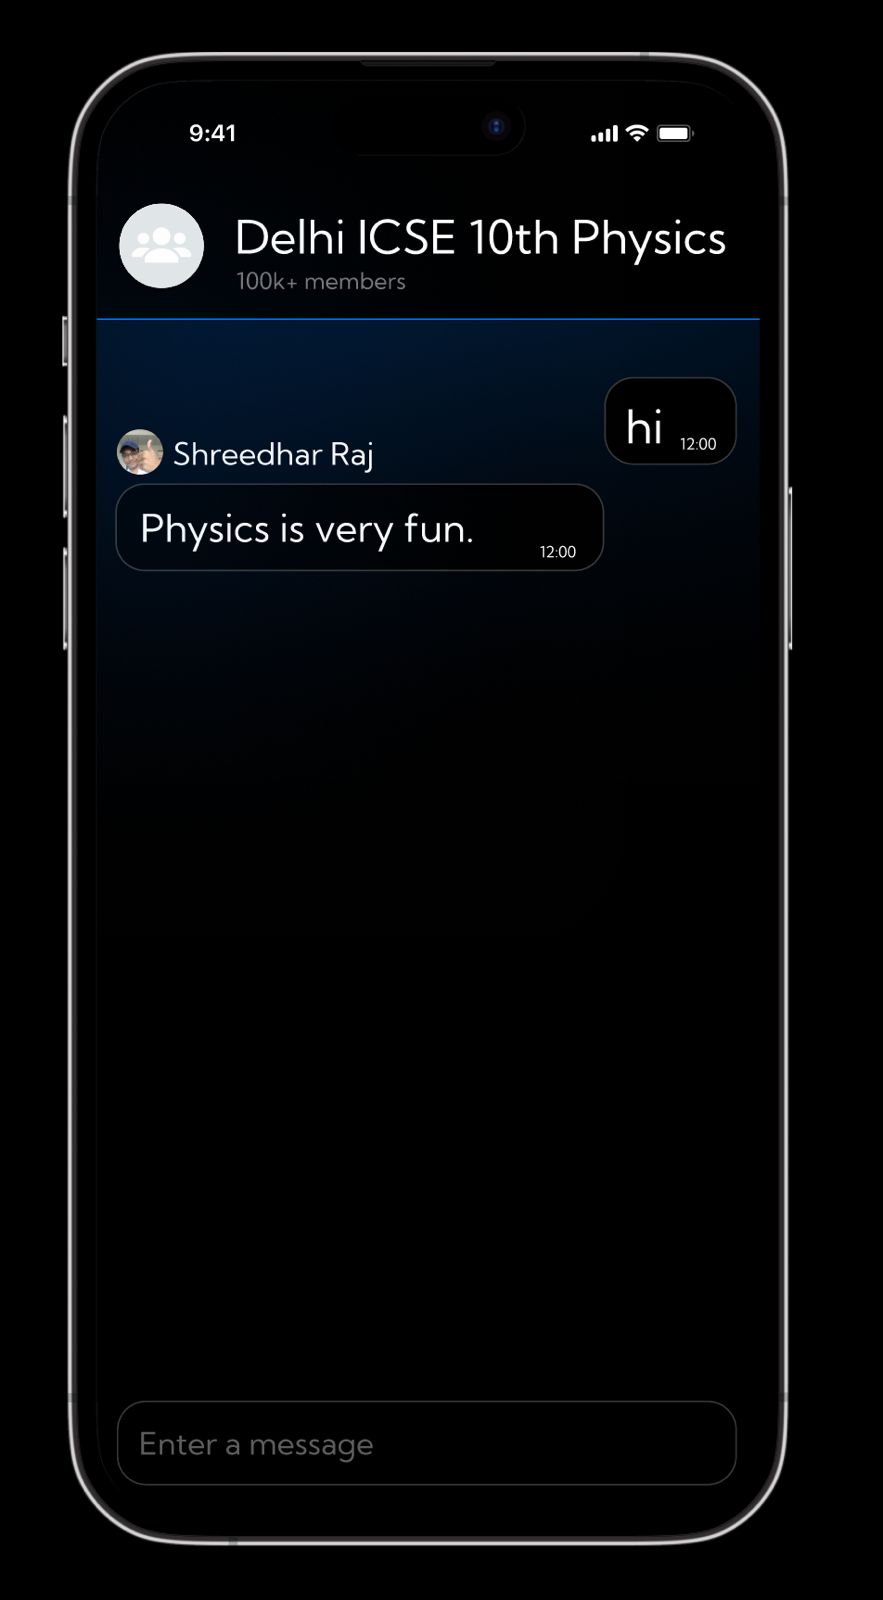 9:41
Delhi ICSE 10th Physics
100k+ members
hi 12:00
Shreedhar Raj
Physics is very fun.
12:00
Enter a message